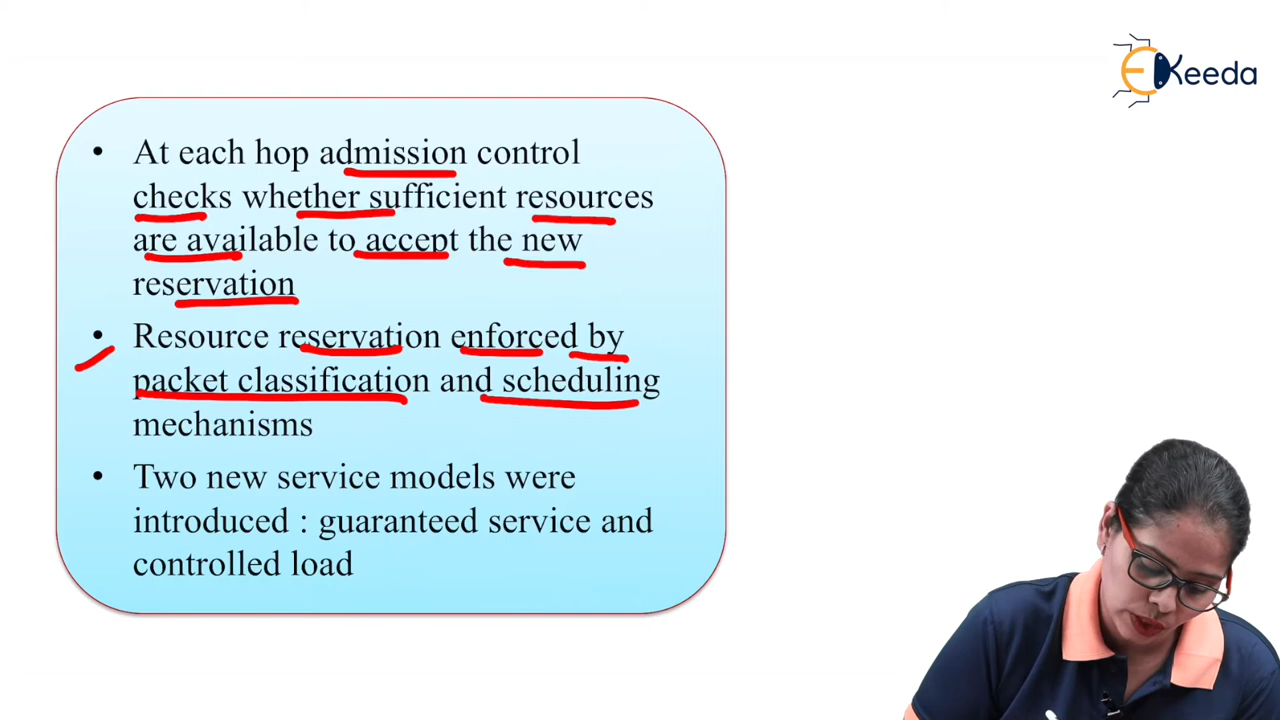 EKeeda
• At each hop admission control
checks whether sufficient resources
are available to accept the new
reservation
• Resource reservation enforced by
packet classification and scheduling
mechanisms
• Two new service models were
introduced : guaranteed service and
controlled load